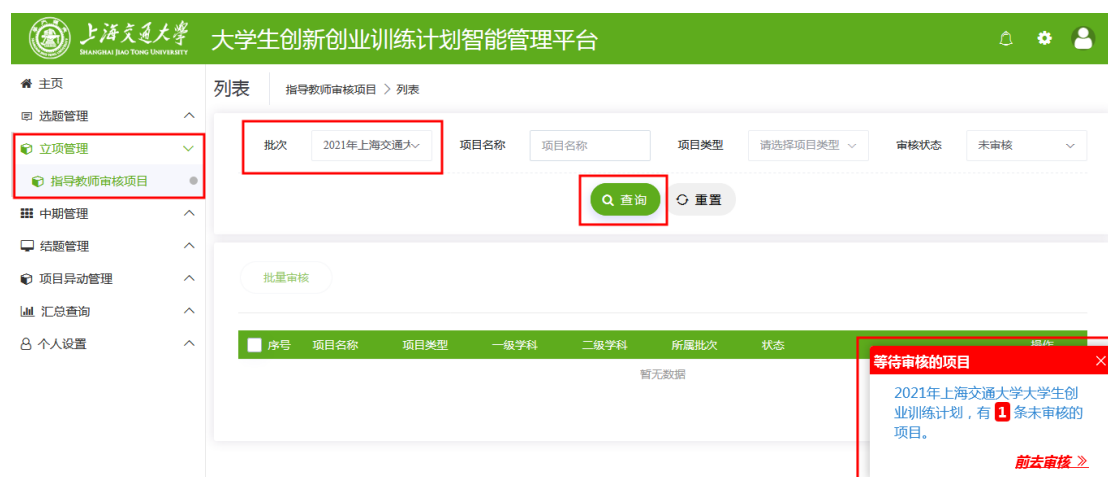 上海交通大学 大学生创新创业训练计划智能管理平台
SHANGHAI JIAO TONG UNIVERSITY
主页
选题管理
立项管理
指导教师审核项目
中期管理
结题管理
项目异动管理
汇总查询
个人设置
列表 指导教师审核项目 > 列表
批次 2021年上海交通大 项目名称 项目名称 项目类型 请选择项目类型 审核状态 未审核
查询 重置
批量审核
序号 项目名称 项目类型 一级学科 二级学科 所属批次 状态 操作
暂无数据
等待审核的项目
2021年上海交通大学大学生创
业训练计划，有 1 条未审核的
项目。
前去审核 》